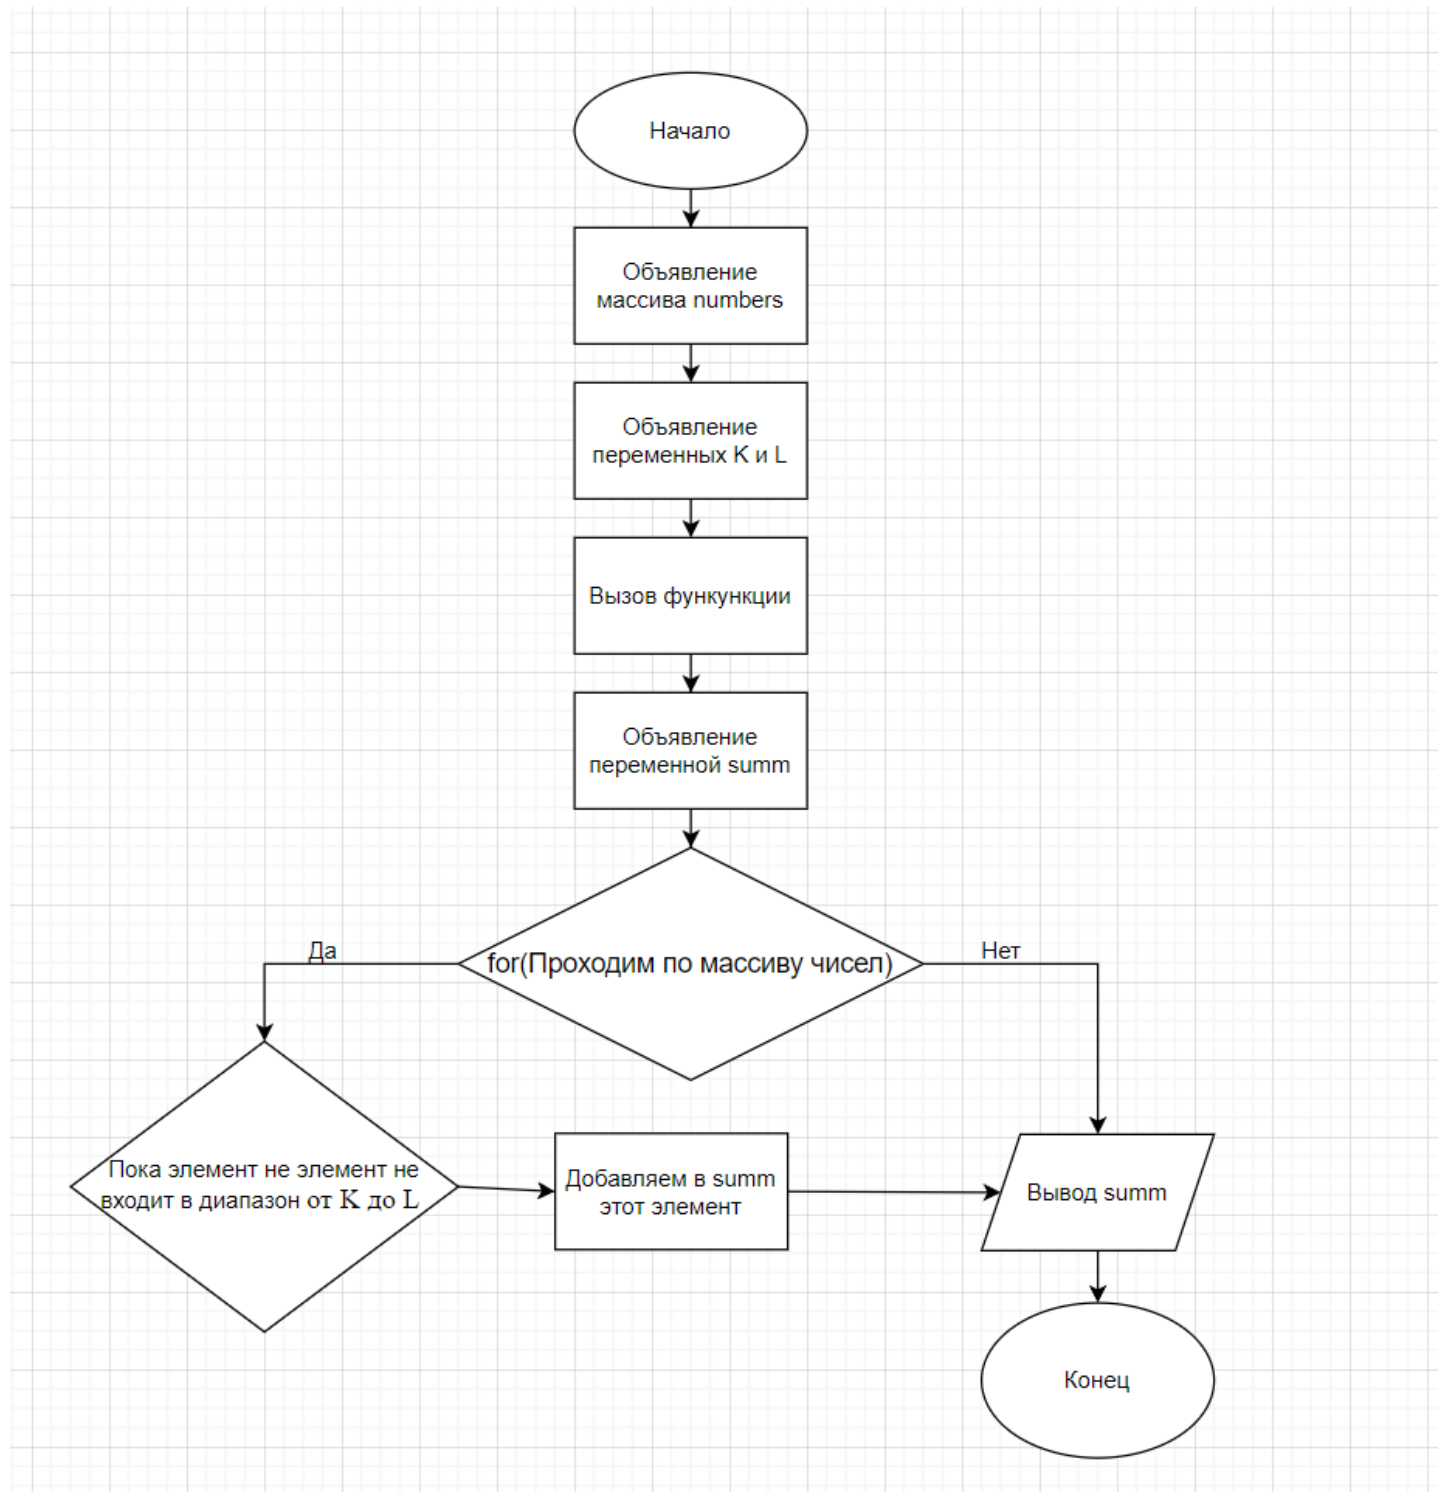 Начало
Объявление
массива numbers
Объявление
переменных K и L
Вызов функункции
Объявление
переменной summ
for(Проходим по массиву чисел)
Да
Нет
Пока элемент не элемент не
входит в диапазон от K до L
Добавляем в summ
этот элемент
Вывод summ
Конец